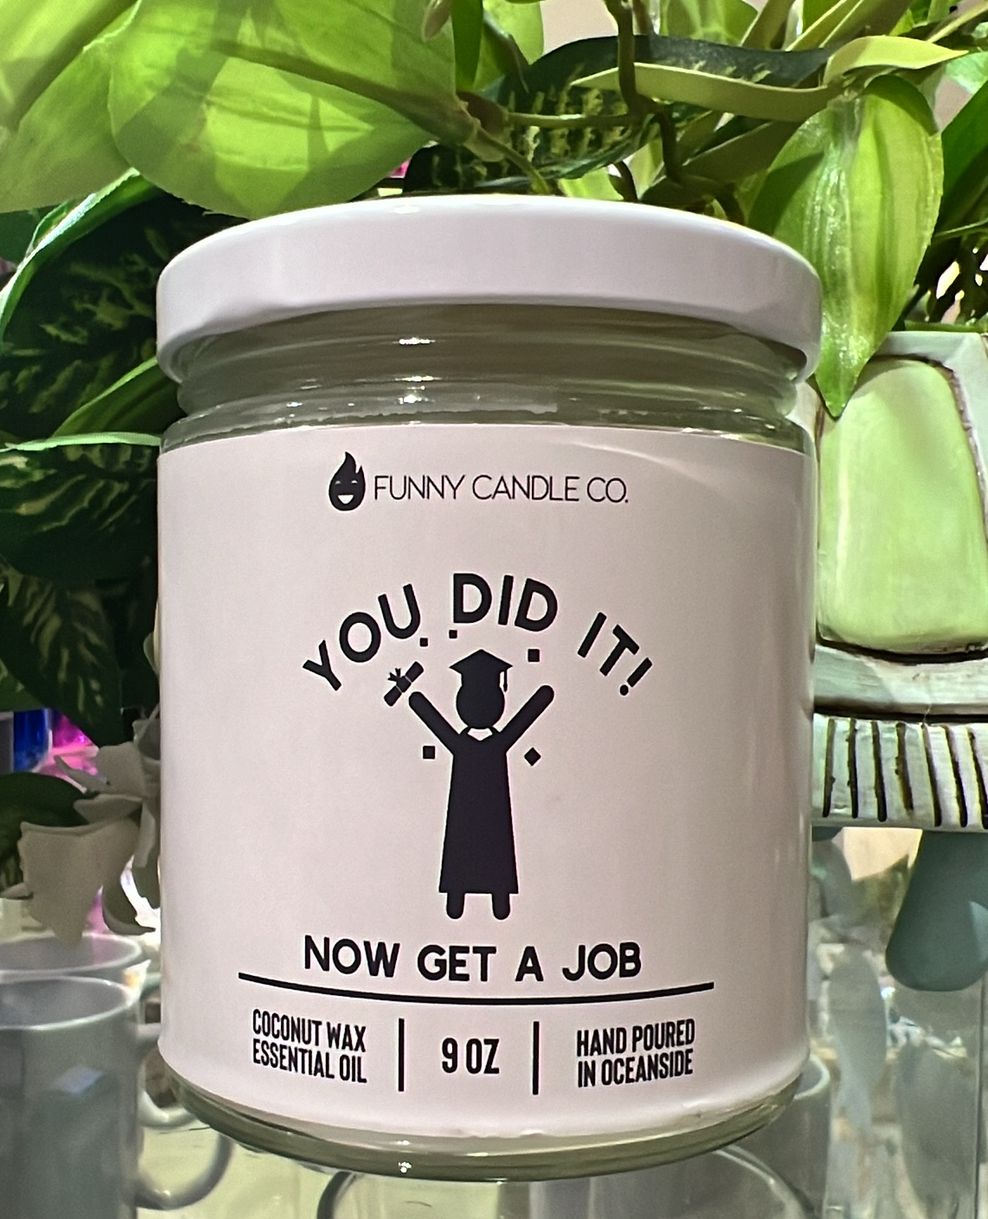 FUNNY CANDLE CO.
YOU DID IT!
NOW GET A JOB
COCONUT WAX
ESSENTIAL OIL
9 OZ
HAND POURED
IN OCEANSIDE